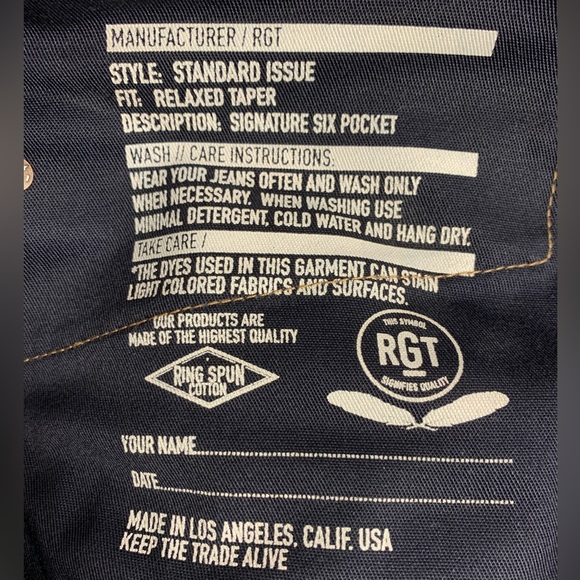 MANUFACTURER / RGT
STYLE: STANDARD ISSUE
FIT: RELAXED TAPER
DESCRIPTION: SIGNATURE SIX POCKET
WASH // CARE INSTRUCTIONS.
WEAR YOUR JEANS OFTEN AND WASH ONLY
WHEN NECESSARY. WHEN WASHING USE
MINIMAL DETERGENT, COLD WATER AND HANG DRY.
TAKE CARE /
*THE DYES USED IN THIS GARMENT CAN STAIN
LIGHT COLORED FABRICS AND SURFACES.
OUR PRODUCTS ARE
MADE OF THE HIGHEST QUALITY
RING SPUN
COTTON
THIS SYMBOL
RGT
SIGNIFIES QUALITY
YOUR NAME
DATE
MADE IN LOS ANGELES, CALIF. USA
KEEP THE TRADE ALIVE